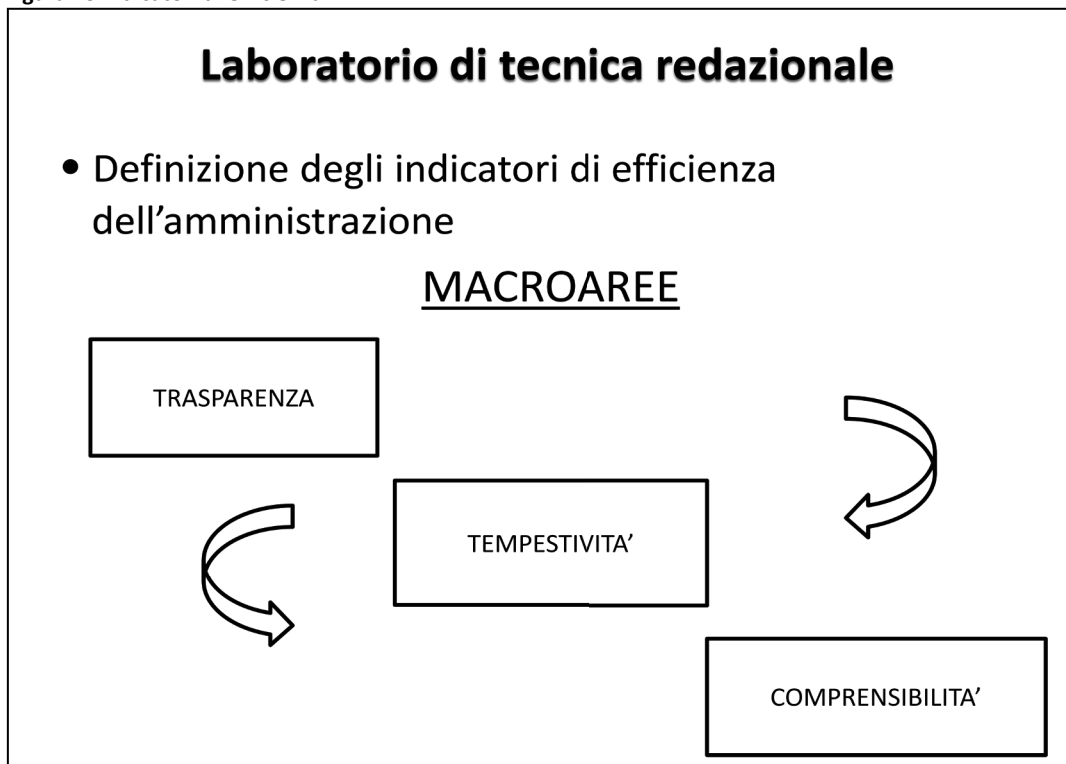 Laboratorio di tecnica redazionale
• Definizione degli indicatori di efficienza
dell’amministrazione
MACROAREE
TRASPARENZA
TEMPESTIVITA’
COMPRENSIBILITA’